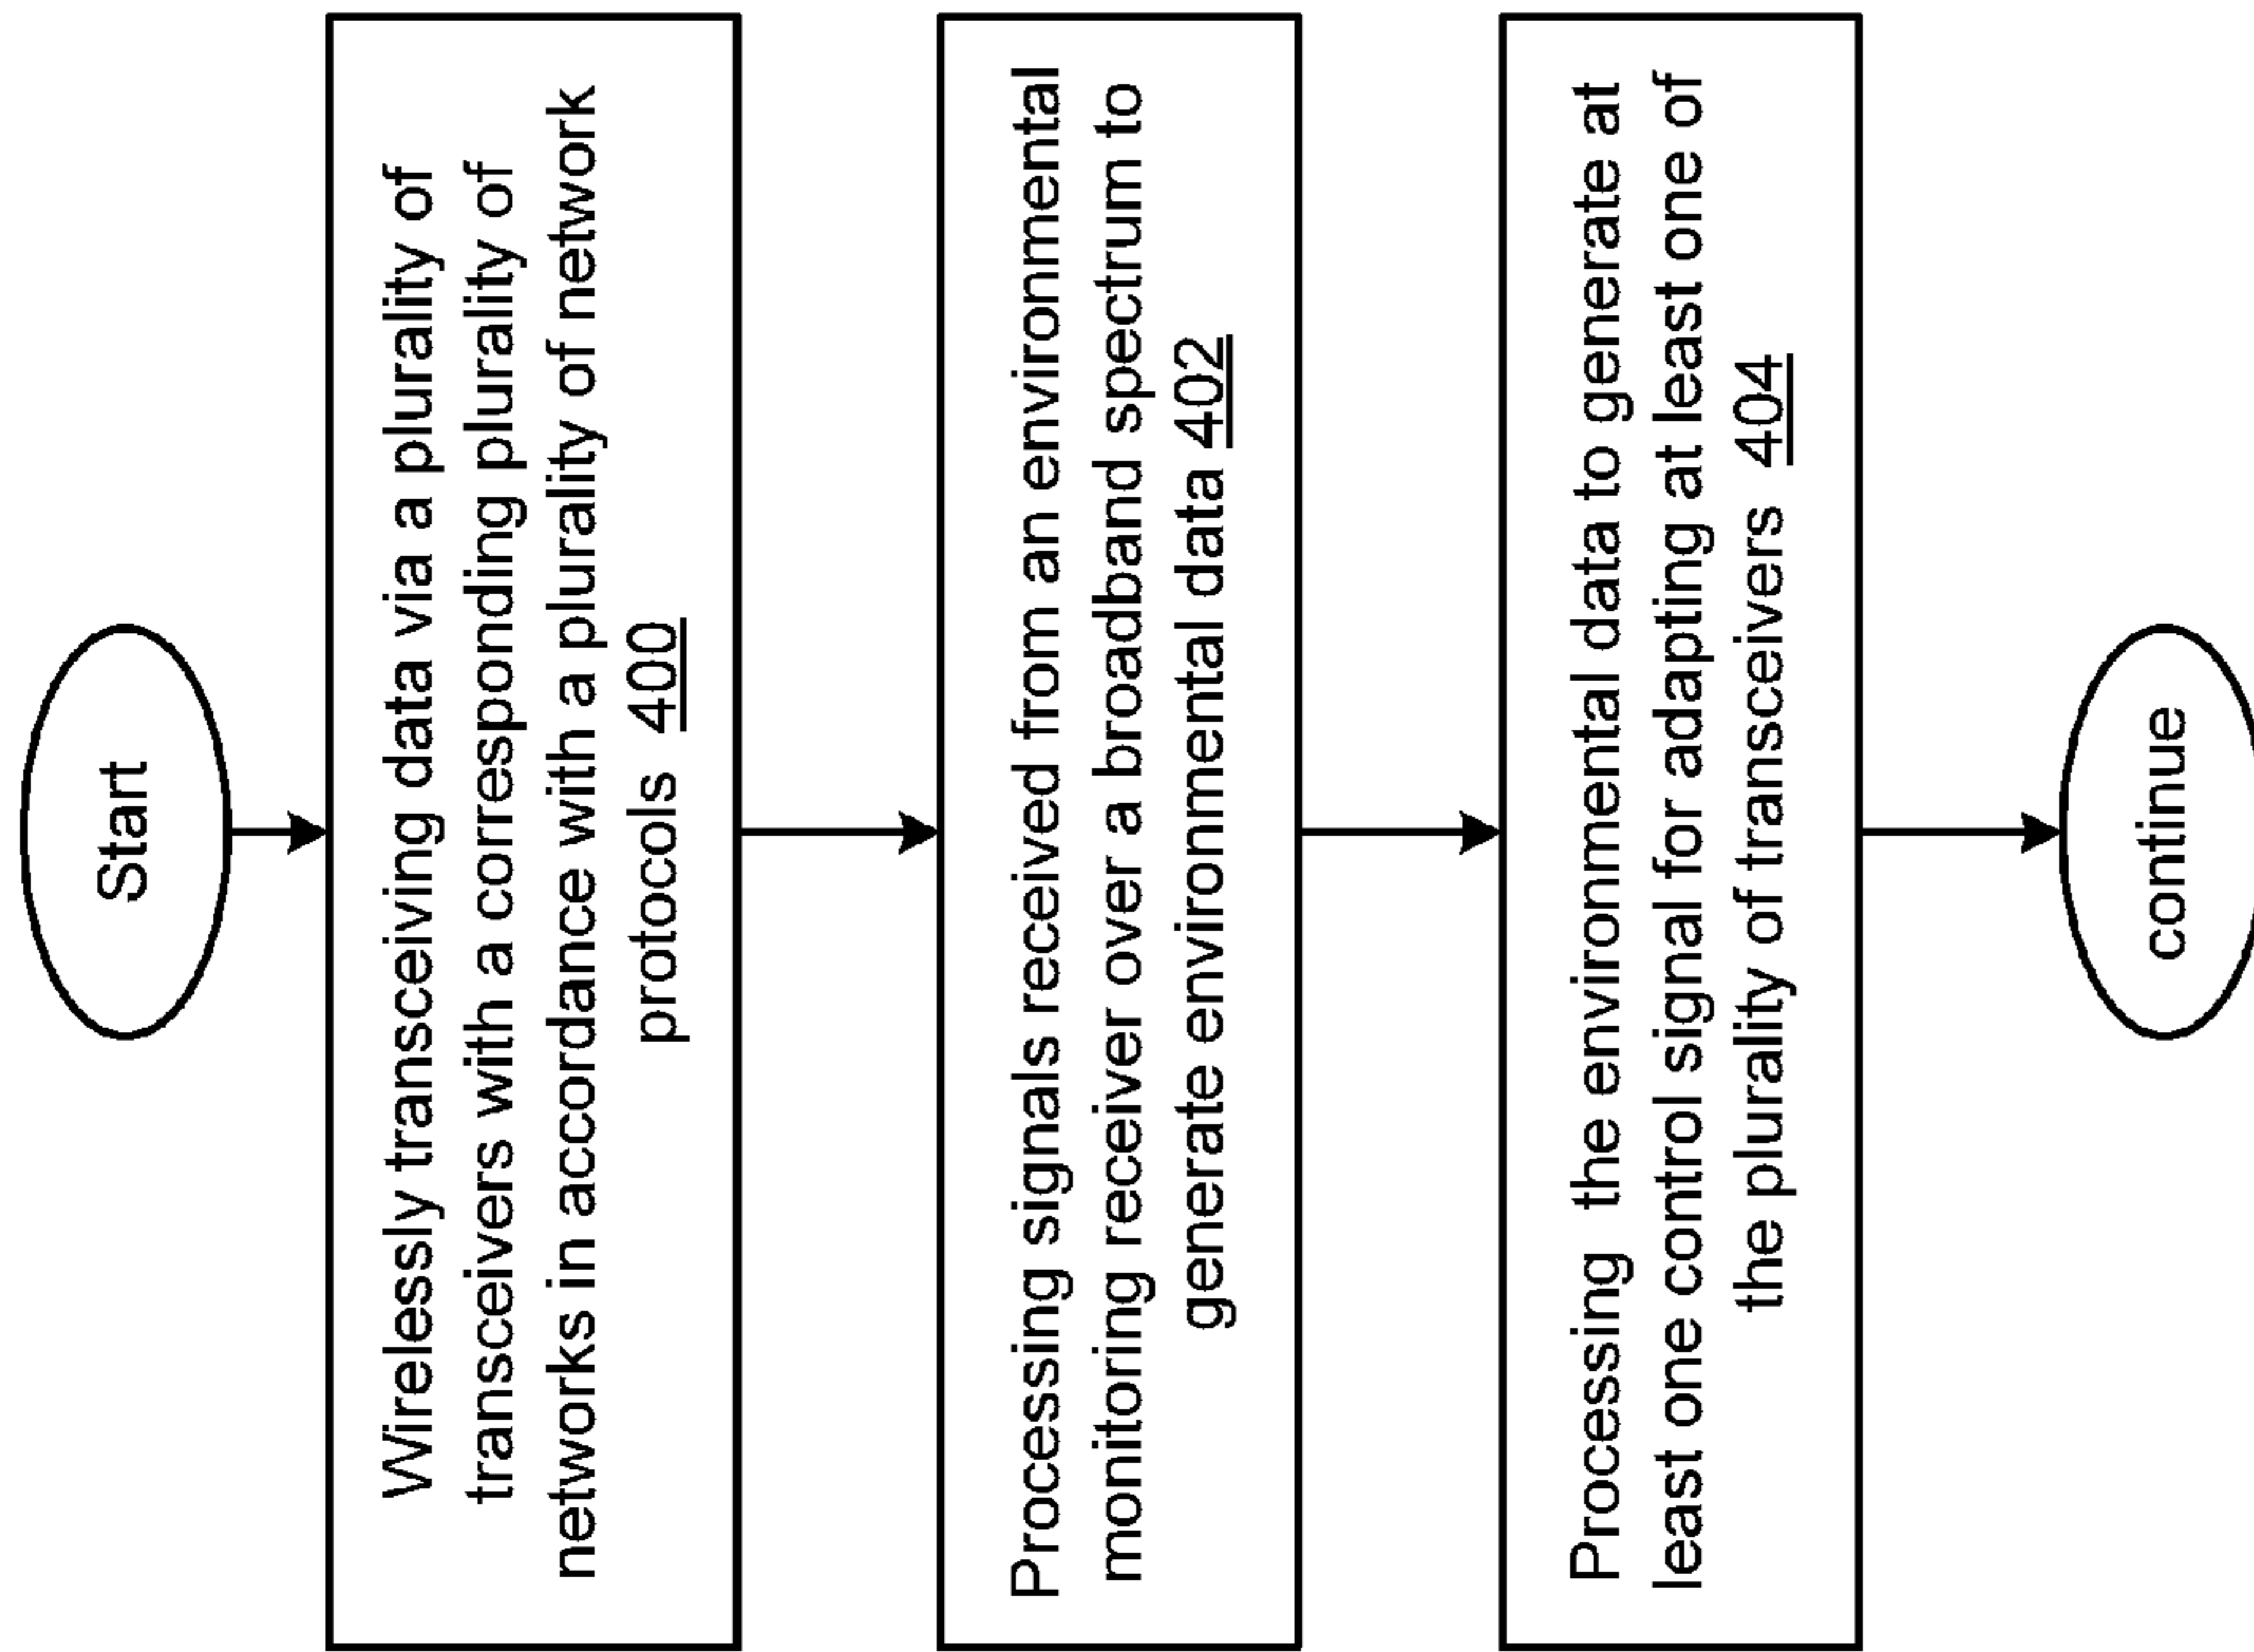 Start
Wirelessly transceiving data via a plurality of
transceivers with a corresponding plurality of
networks in accordance with a plurality of network
protocols 400
Processing signals received from an environmental
monitoring receiver over a broadband spectrum to
generate environmental data 402
Processing the environmental data to generate at
least one control signal for adapting at least one of
the plurality of transceivers 404
continue